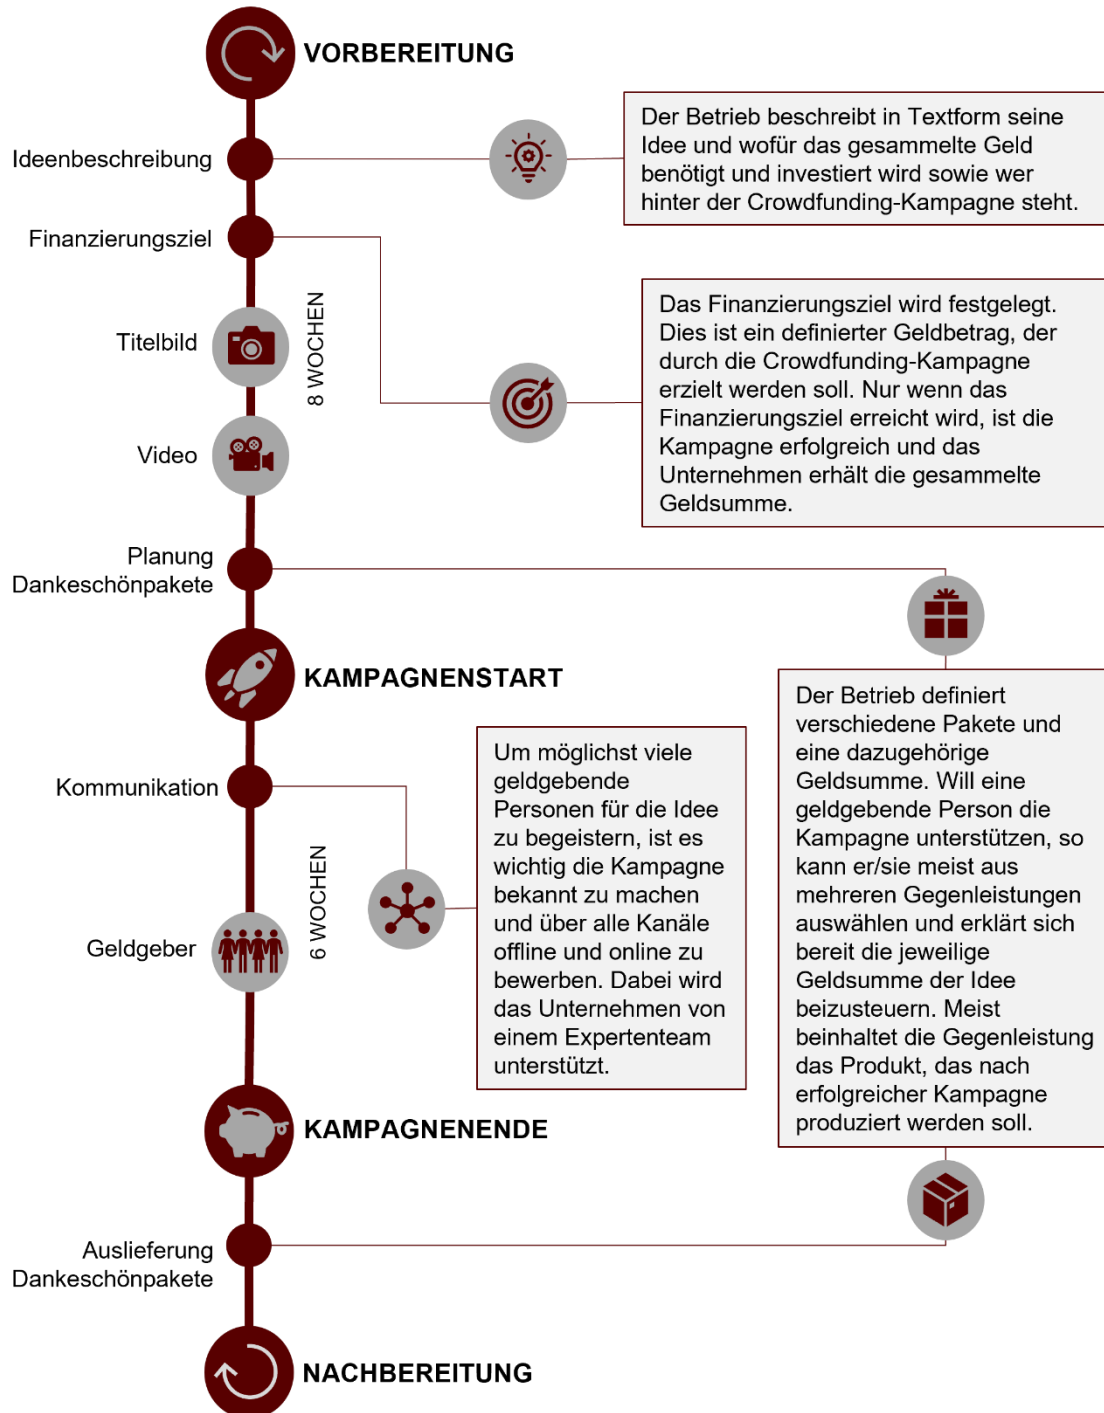 VORBEREITUNG
Ideenbeschreibung
Der Betrieb beschreibt in Textform seine
Idee und wofür das gesammelte Geld
benötigt und investiert wird sowie wer
hinter der Crowdfunding-Kampagne steht.
Finanzierungsziel
Das Finanzierungsziel wird festgelegt.
Dies ist ein definierter Geldbetrag, der
durch die Crowdfunding-Kampagne
erzielt werden soll. Nur wenn das
Finanzierungsziel erreicht wird, ist die
Kampagne erfolgreich und das
Unternehmen erhält die gesammelte
Geldsumme.
Titelbild
8 WOCHEN
Video
Planung
Dankeschönpakete
Der Betrieb definiert
verschiedene Pakete und
eine dazugehörige
Geldsumme. Will eine
geldgebende Person die
Kampagne unterstützen, so
kann er/sie meist aus
mehreren Gegenleistungen
auswählen und erklärt sich
bereit die jeweilige
Geldsumme der Idee
beizusteuern. Meist
beinhaltet die Gegenleistung
das Produkt, das nach
erfolgreicher Kampagne
produziert werden soll.
KAMPAGNENSTART
Kommunikation
Um möglichst viele
geldgebende
Personen für die Idee
zu begeistern, ist es
wichtig die Kampagne
bekannt zu machen
und über alle Kanäle
offline und online zu
bewerben. Dabei wird
das Unternehmen von
einem Expertenteam
unterstützt.
6 WOCHEN
Geldgeber
KAMPAGNENENDE
Auslieferung
Dankeschönpakete
NACHBEREITUNG